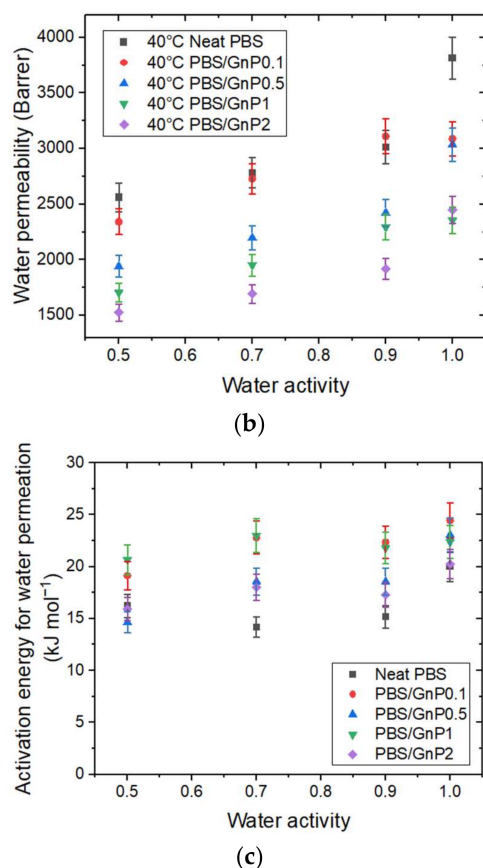 40°C Neat PBS
40°C PBS/GnP0.1
40°C PBS/GnP0.5
40°C PBS/GnP1
40°C PBS/GnP2
Water permeability (Barrer)
4000
3500
3000
2500
2000
1500
0.5 0.6 0.7 0.8 0.9 1.0
Water activity
(b)
Activation energy for water permeation
(kJ mol⁻¹)
30
25
20
15
10
5
0
Neat PBS
PBS/GnP0.1
PBS/GnP0.5
PBS/GnP1
PBS/GnP2
0.5 0.6 0.7 0.8 0.9 1.0
Water activity
(c)